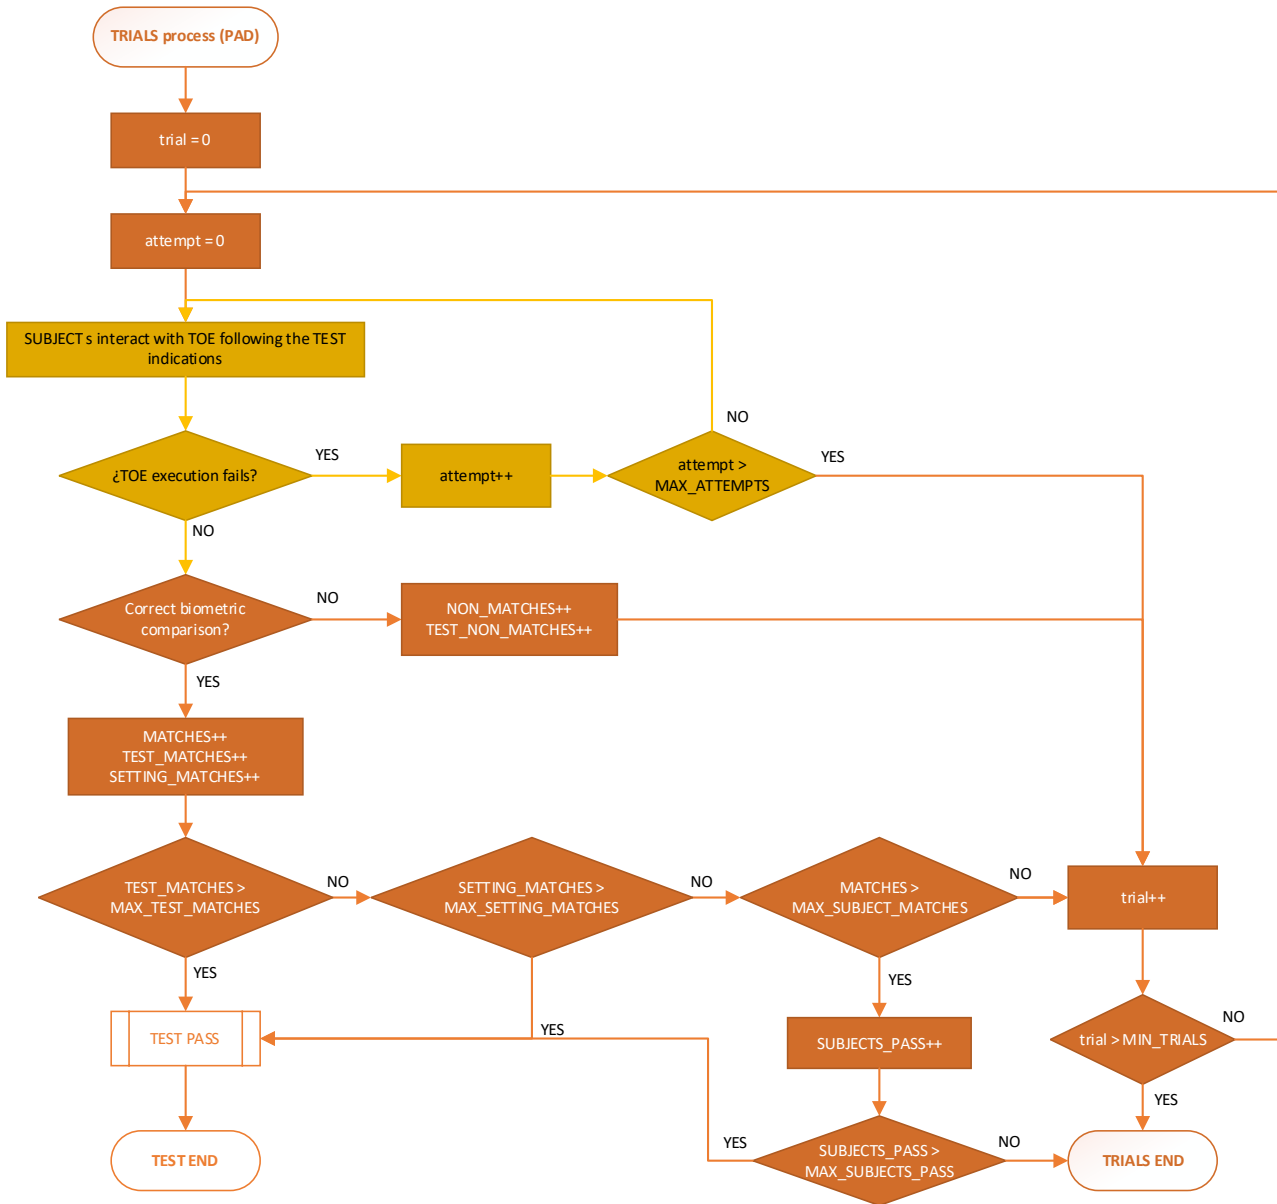 TRIALS process (PAD)
trial = 0
attempt = 0
SUBJECT s interact with TOE following the TEST
indications
NO
¿TOE execution fails?
YES
attempt++
attempt >
MAX_ATTEMPTS
YES
NO
Correct biometric
comparison?
NO
NON_MATCHES++
TEST_NON_MATCHES++
YES
MATCHES++
TEST_MATCHES++
SETTING_MATCHES++
TEST_MATCHES >
MAX_TEST_MATCHES
NO
SETTING_MATCHES >
MAX_SETTING_MATCHES
NO
MATCHES >
MAX_SUBJECT_MATCHES
NO
trial++
YES
YES
TEST PASS
YES
SUBJECTS_PASS++
trial > MIN_TRIALS
NO
YES
TEST END
YES
SUBJECTS_PASS >
MAX_SUBJECTS_PASS
NO
TRIALS END